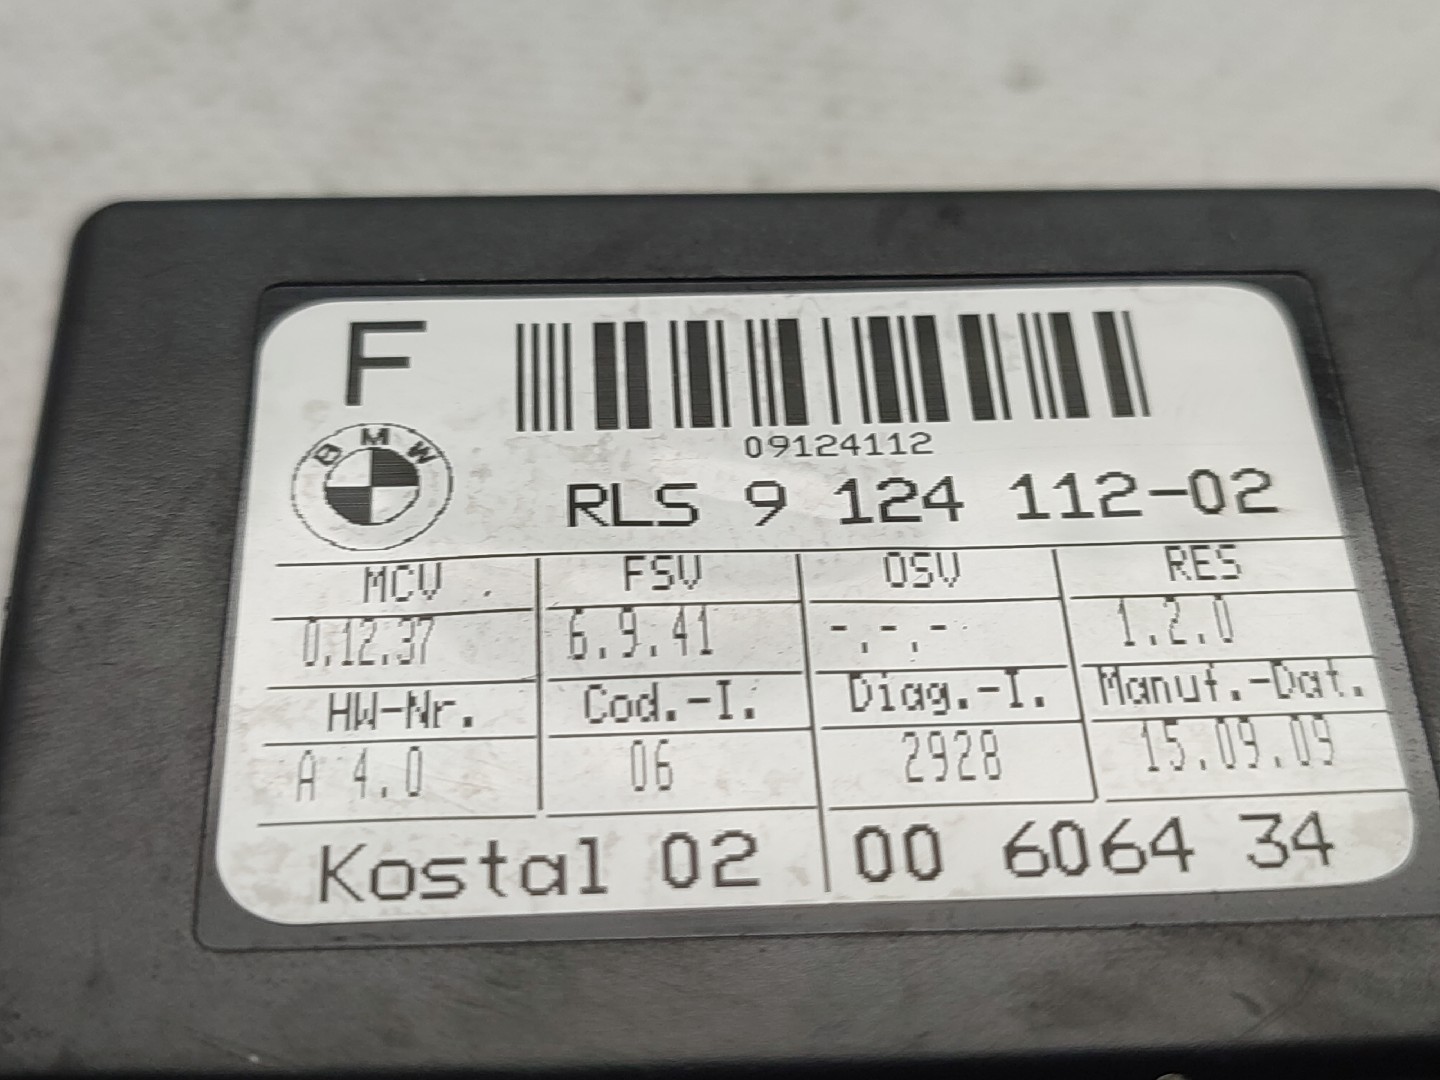 F
BMW
09124112
RLS 9 124 112-02
MCV FSV OSV RES
0.12.37 6.9.41 -.-.- 1.2.0
HW-Nr. Cod.-I. Diag.-I. Manuf.-Dat.
A 4.0 06 2928 15.09.09
Kostal 02 00 6064 34